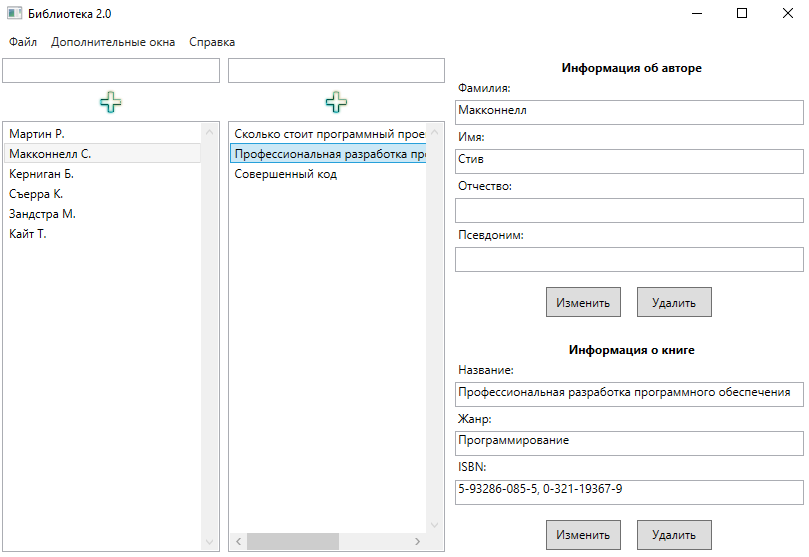 Библиотека 2.0
Файл Дополнительные окна Справка
Мартин Р.
Макконнелл С.
Керниган Б.
Съерра К.
Зандстра М.
Кайт Т.
Сколько стоит программный прое
Профессиональная разработка пр
Совершенный код
Информация об авторе
Фамилия:
Макконнелл
Имя:
Стив
Отчество:
Псевдоним:
Изменить Удалить
Информация о книге
Название:
Профессиональная разработка программного обеспечения
Жанр:
Программирование
ISBN:
5-93286-085-5, 0-321-19367-9
Изменить Удалить